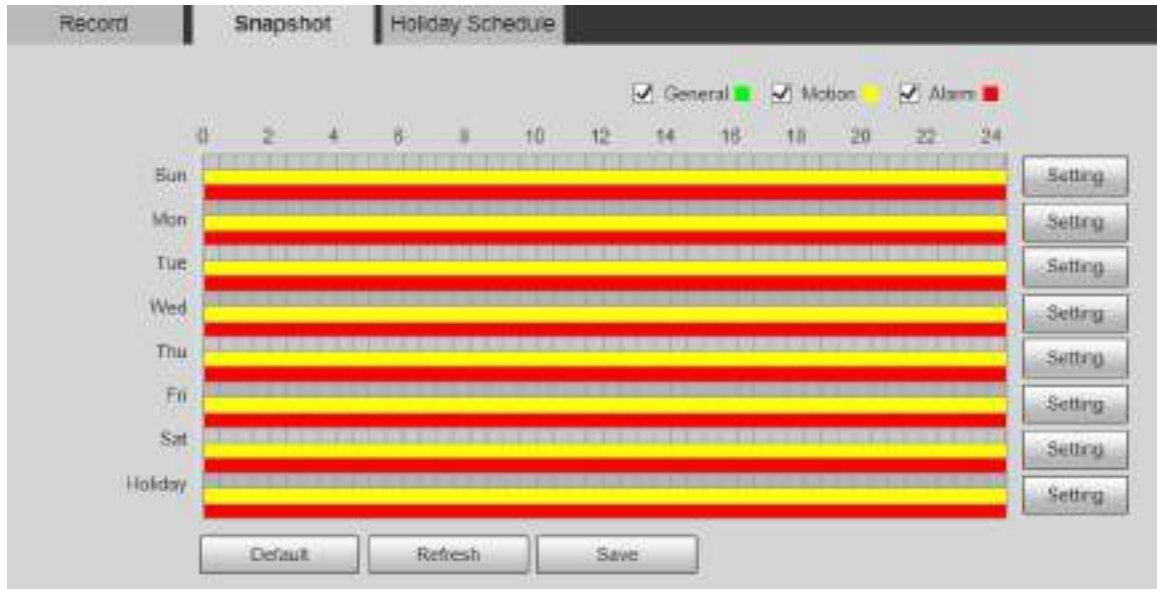 Record Snapshot Holiday Schedule
General Motion Alarm
0 2 4 6 8 10 12 14 16 18 20 22 24
Sun Setting
Mon Setting
Tue Setting
Wed Setting
Thu Setting
Fri Setting
Sat Setting
Holiday Setting
Default Refresh Save